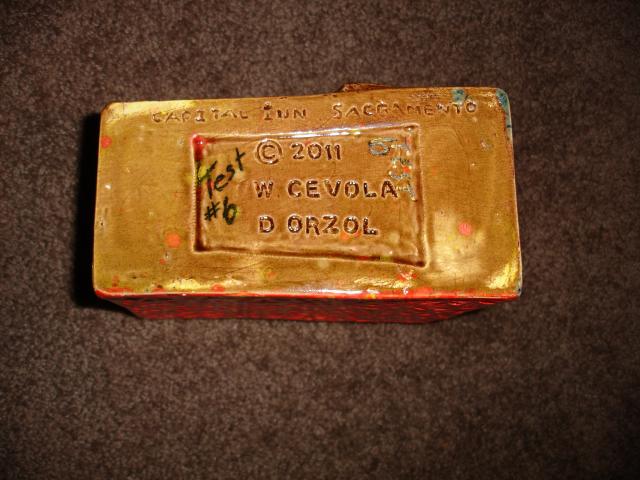 CAPITAL INN SACRAMENTO
© 2011
W. CEVOLA
D ORZOL
Test
#6